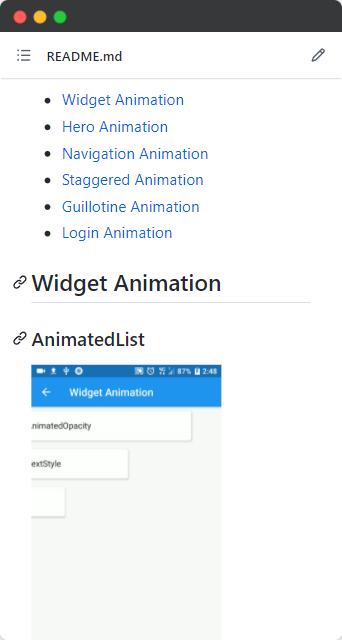 README.md
Widget Animation
Hero Animation
Navigation Animation
Staggered Animation
Guillotine Animation
Login Animation
Widget Animation
AnimatedList
87% 2:48
Widget Animation
nimatedOpacity
extStyle